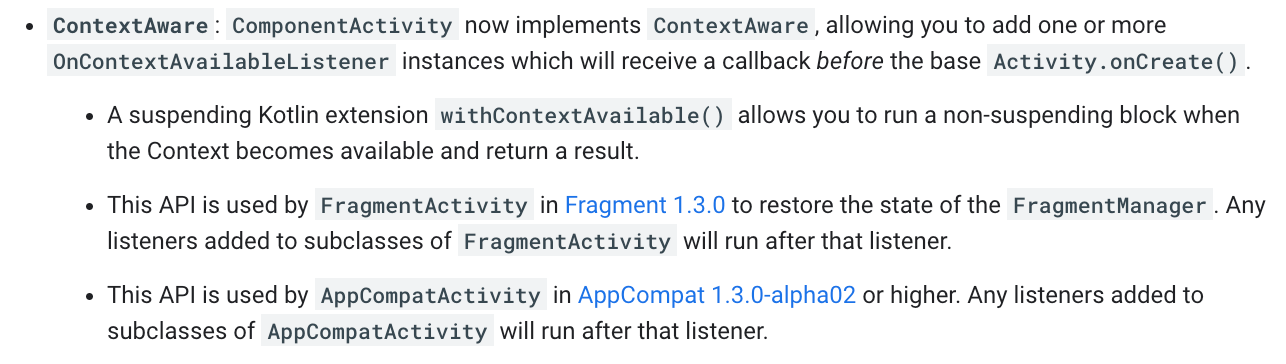 • ContextAware: ComponentActivity now implements ContextAware, allowing you to add one or more
OnContextAvailableListener instances which will receive a callback before the base Activity.onCreate().
• A suspending Kotlin extension withContextAvailable() allows you to run a non-suspending block when
the Context becomes available and return a result.
• This API is used by FragmentActivity in Fragment 1.3.0 to restore the state of the FragmentManager. Any
listeners added to subclasses of FragmentActivity will run after that listener.
• This API is used by AppCompatActivity in AppCompat 1.3.0-alpha02 or higher. Any listeners added to
subclasses of AppCompatActivity will run after that listener.